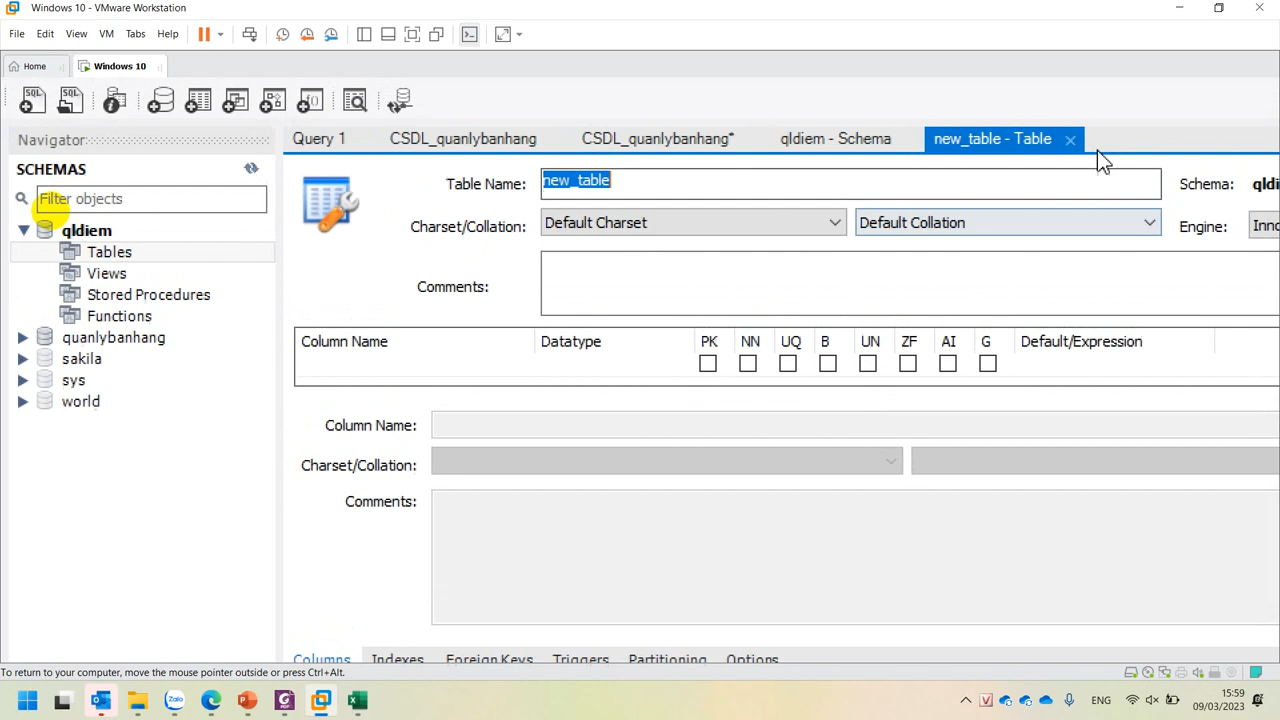 Windows 10 - VMware Workstation
File Edit View VM Tabs Help
Home Windows 10
SQL SQL
Navigator
Query 1 CSDL_quanlybanhang CSDL_quanlybanhang* qldiem - Schema new_table - Table
SCHEMAS
Filter objects
qldiem
Tables
Views
Stored Procedures
Functions
quanlybanhang
sakila
sys
world
Table Name: new_table Schema:
Charset/Collation: Default Charset Default Collation Engine:
Comments:
Column Name Datatype PK NN UQ B UN ZF AI G Default/Expression
Column Name:
Charset/Collation:
Comments:
Columns Indexes Foreign Keys Triggers Partitioning Options
To return to your computer, move the mouse pointer outside or press Ctrl+Alt.
Zalo ENG 15:59
09/03/2023